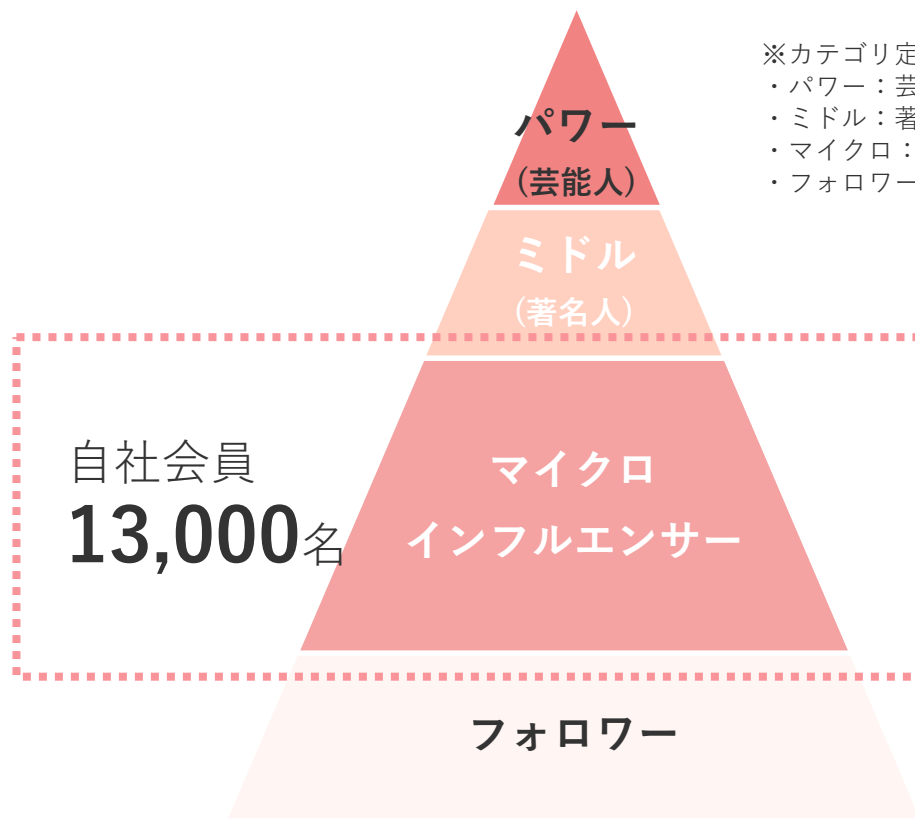 ※カテゴリ定
・パワー：芸
・ミドル：著
・マイクロ：
・フォロワー
パワー
(芸能人)
ミドル
(著名人)
自社会員
13,000名
マイクロ
インフルエンサー
フォロワー